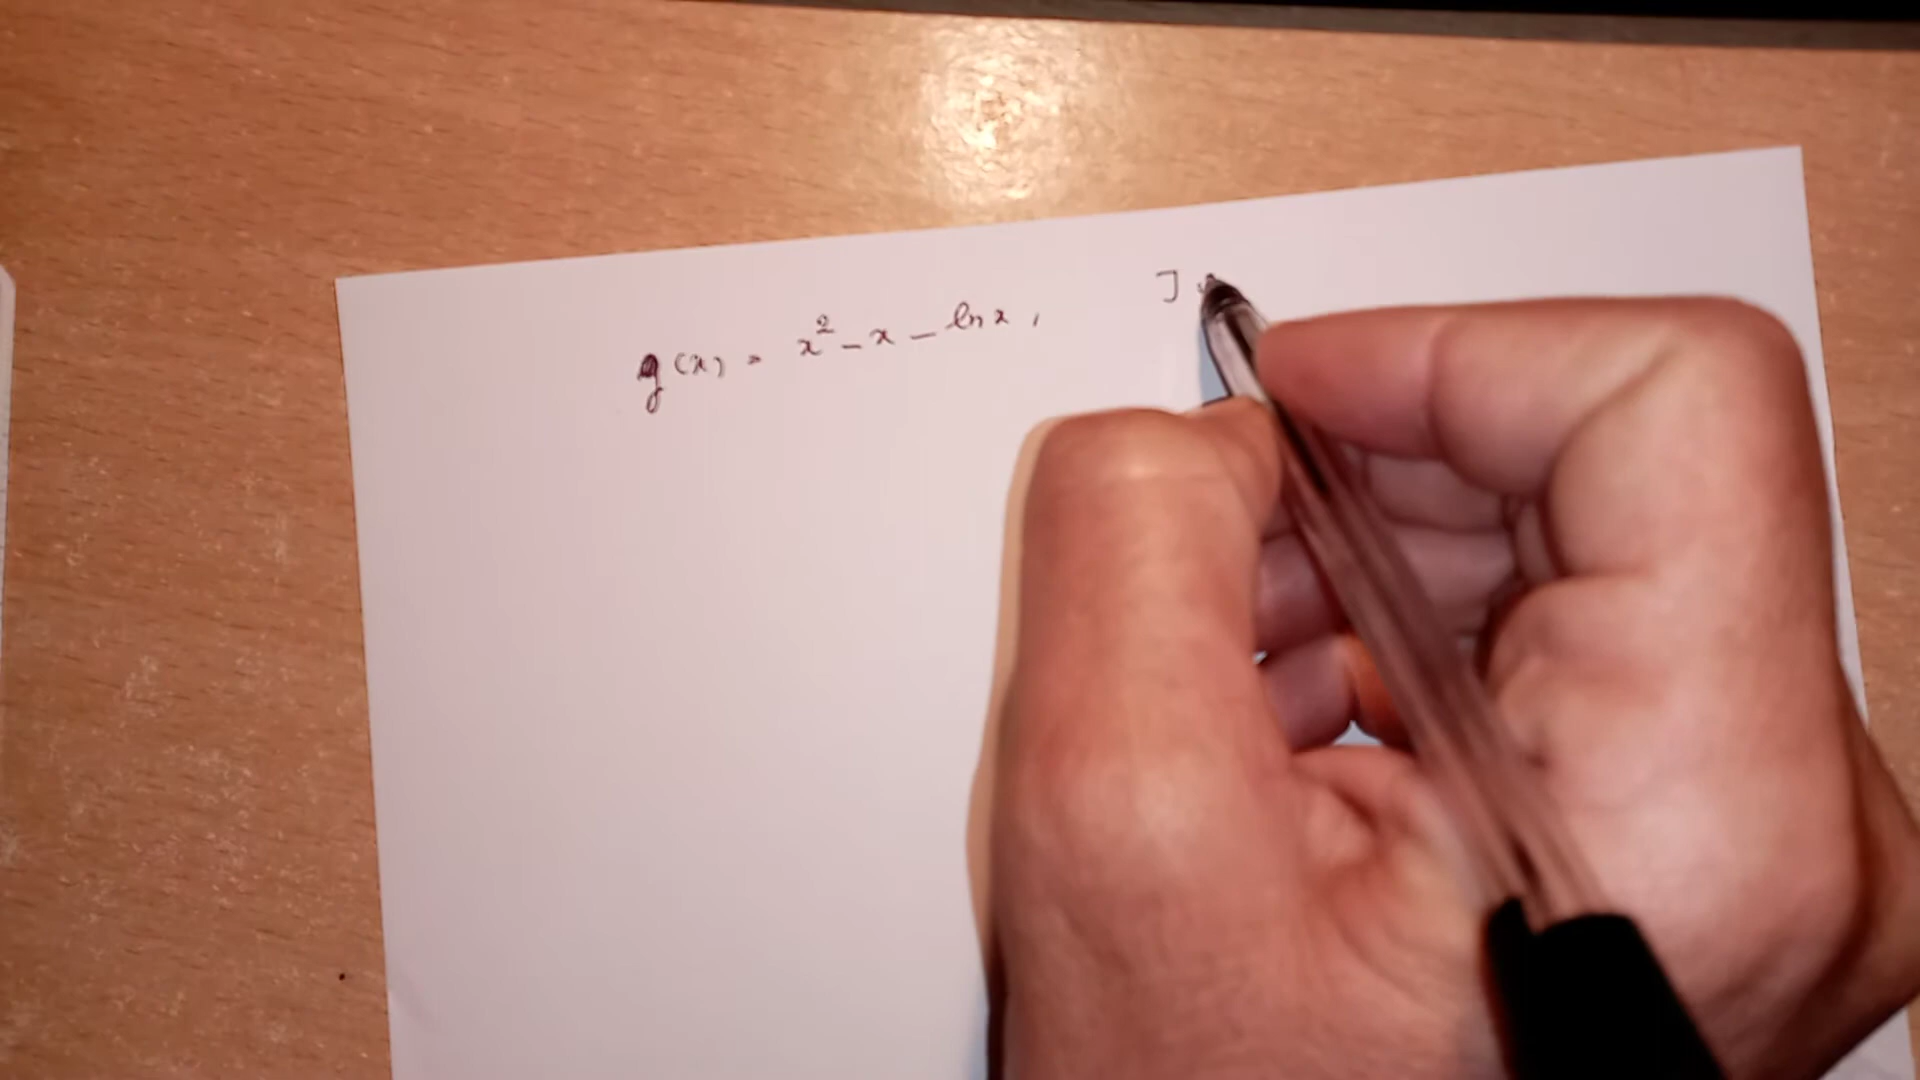 g(x) = x² - x - ln x , ]